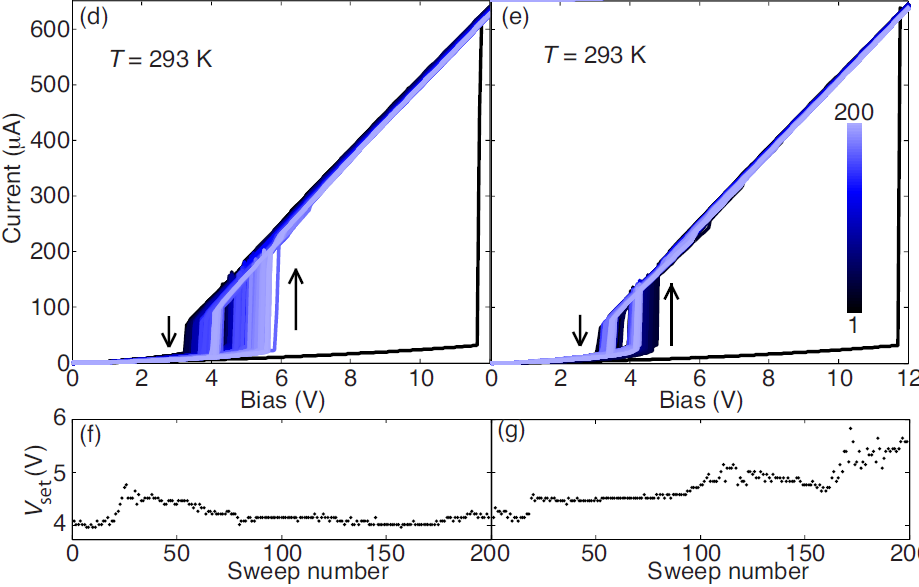 (d)
(e)
T = 293 K
T = 293 K
600
500
400
300
200
100
0
Current (µA)
200
1
0 2 4 6 8 10
0 2 4 6 8 10 12
Bias (V)
Bias (V)
(f)
(g)
6
5
4
Vset(V)
0 50 100 150 200
50 100 150 200
Sweep number
Sweep number